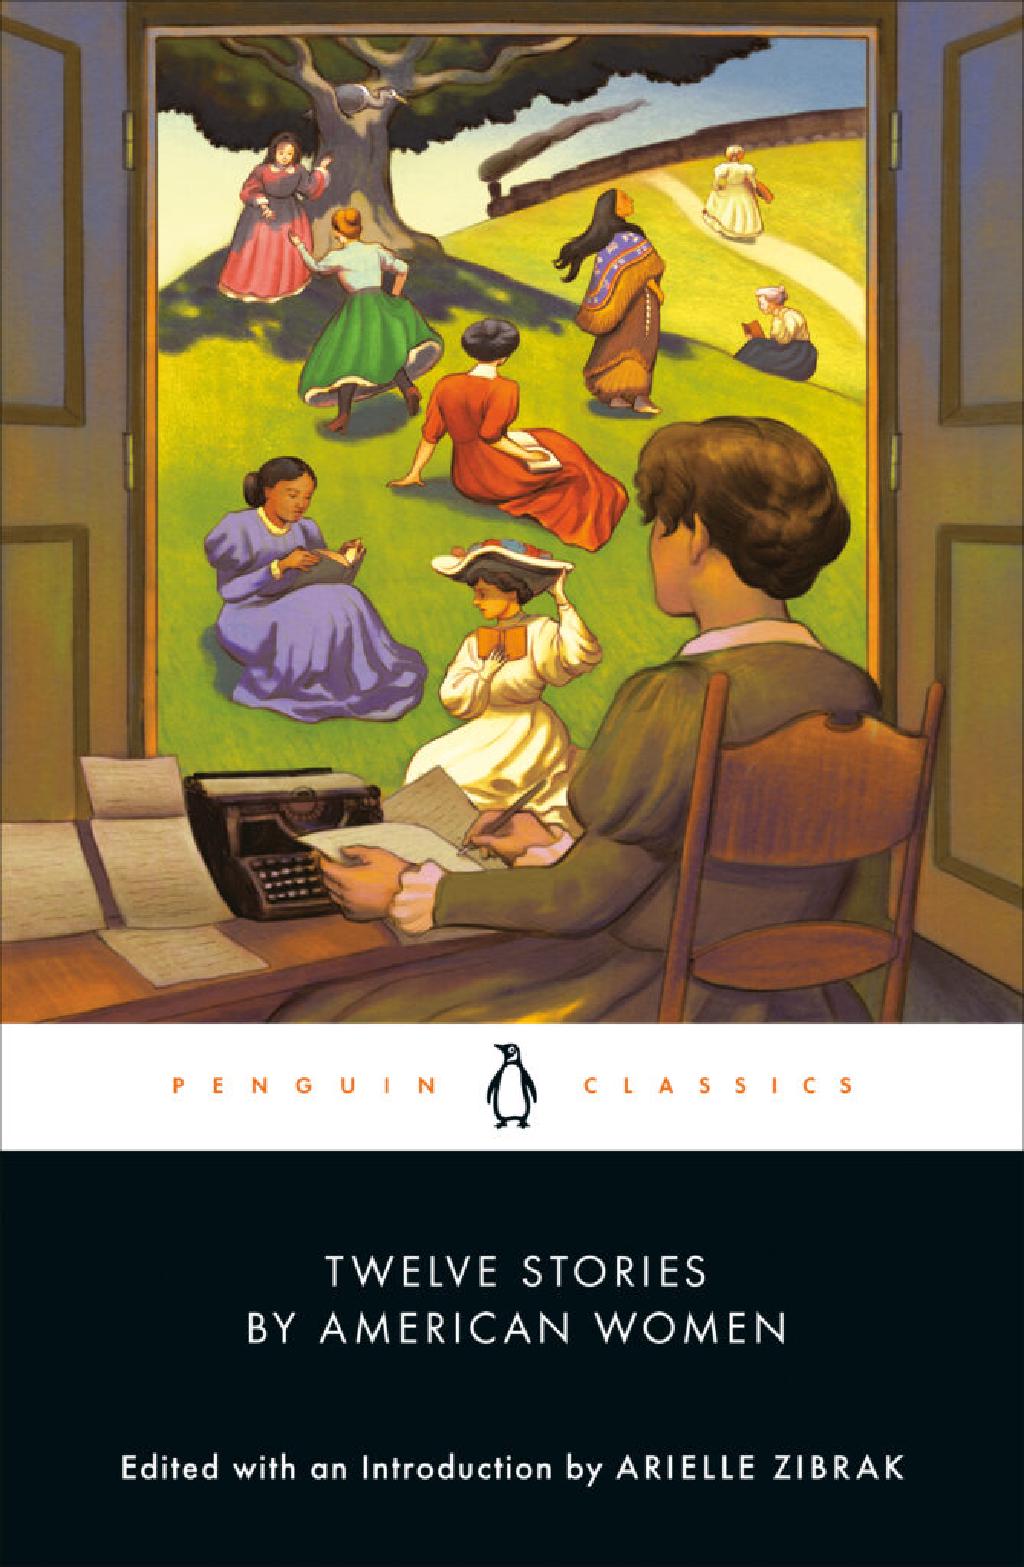 PENGUIN CLASSICS
TWELVE STORIES
BY AMERICAN WOMEN
Edited with an Introduction by ARIELLE ZIBRAK